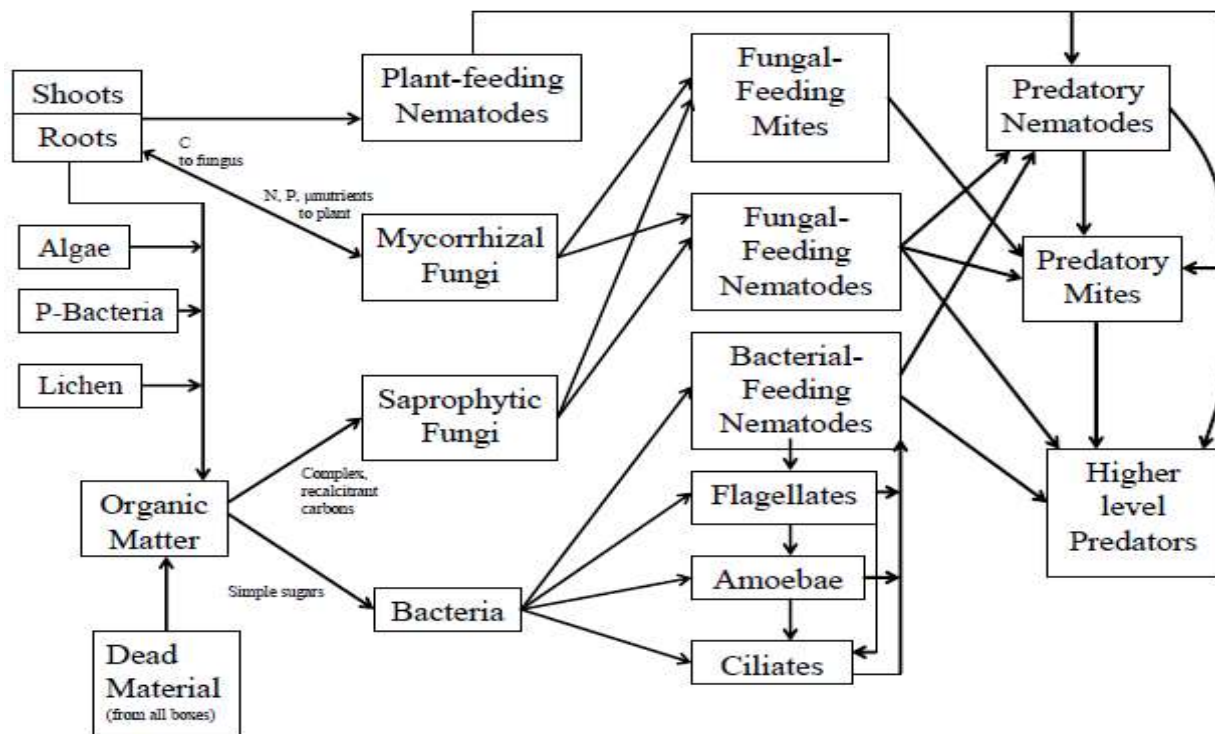 Shoots
Roots
Plant-feeding
Nematodes
Fungal-
Feeding
Mites
Predatory
Nematodes
C
to fungus
N, P, µnutrients
to plant
Algae
P-Bacteria
Lichen
Mycorrhizal
Fungi
Fungal-
Feeding
Nematodes
Predatory
Mites
Saprophytic
Fungi
Bacterial-
Feeding
Nematodes
Complex,
recalcitrant
carbons
Organic
Matter
Flagellates
Higher
level
Predators
Simple sugars
Bacteria
Amoebae
Ciliates
Dead
Material
(from all boxes)